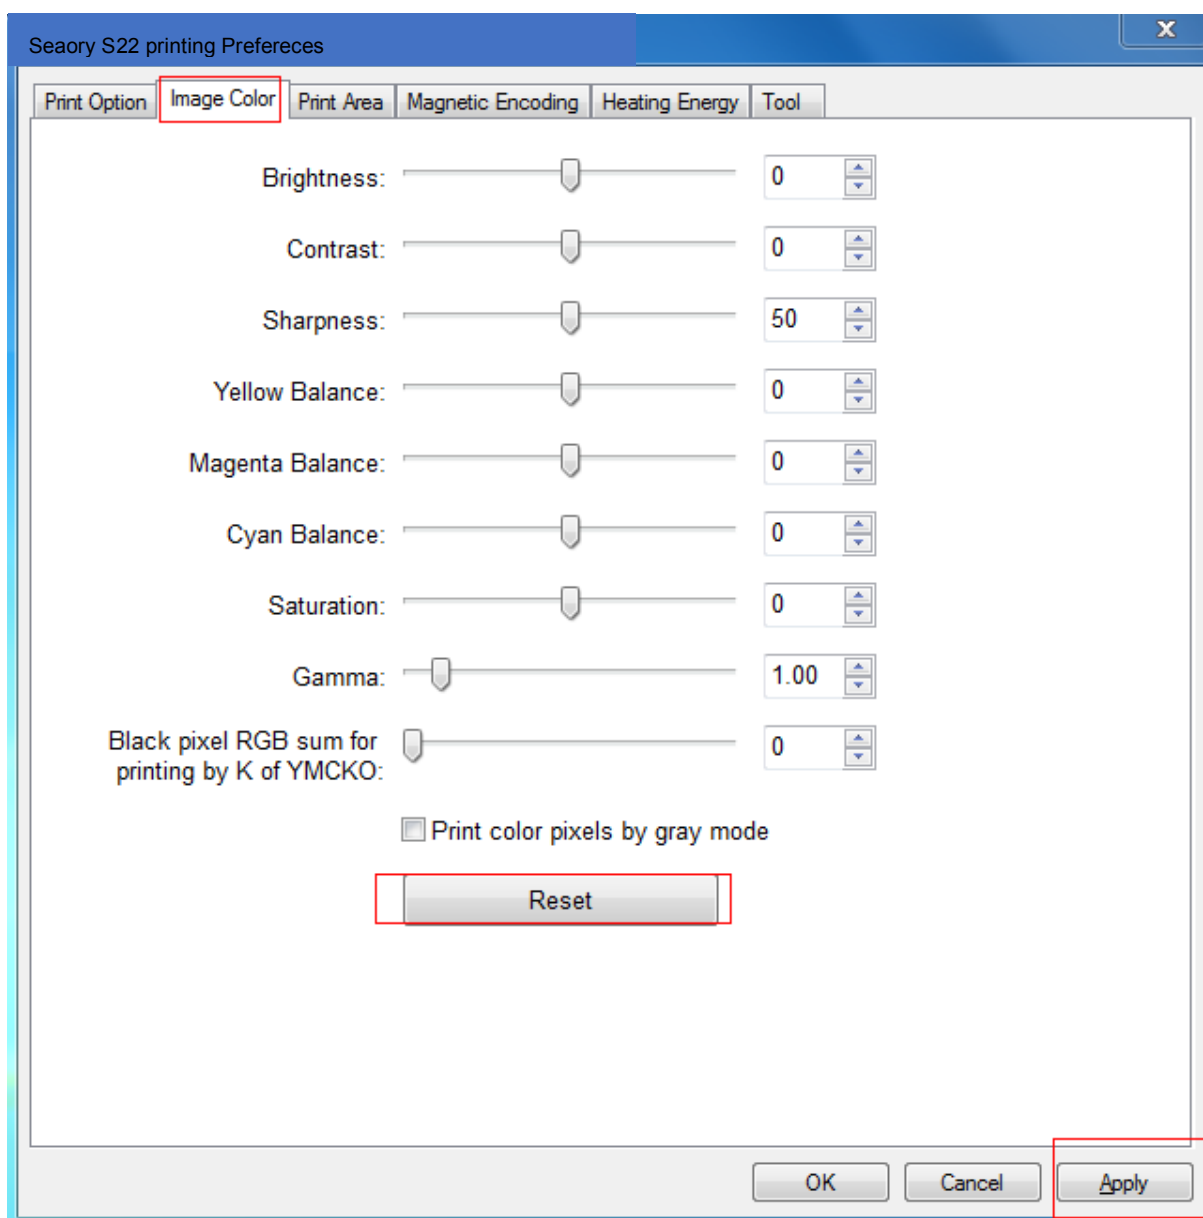 Seaory S22 printing Prefereces
X
Print Option Image Color Print Area Magnetic Encoding Heating Energy Tool
Brightness: 0
Contrast: 0
Sharpness: 50
Yellow Balance: 0
Magenta Balance: 0
Cyan Balance: 0
Saturation: 0
Gamma: 1.00
Black pixel RGB sum for
printing by K of YMCKO: 0
Print color pixels by gray mode
Reset
OK Cancel Apply